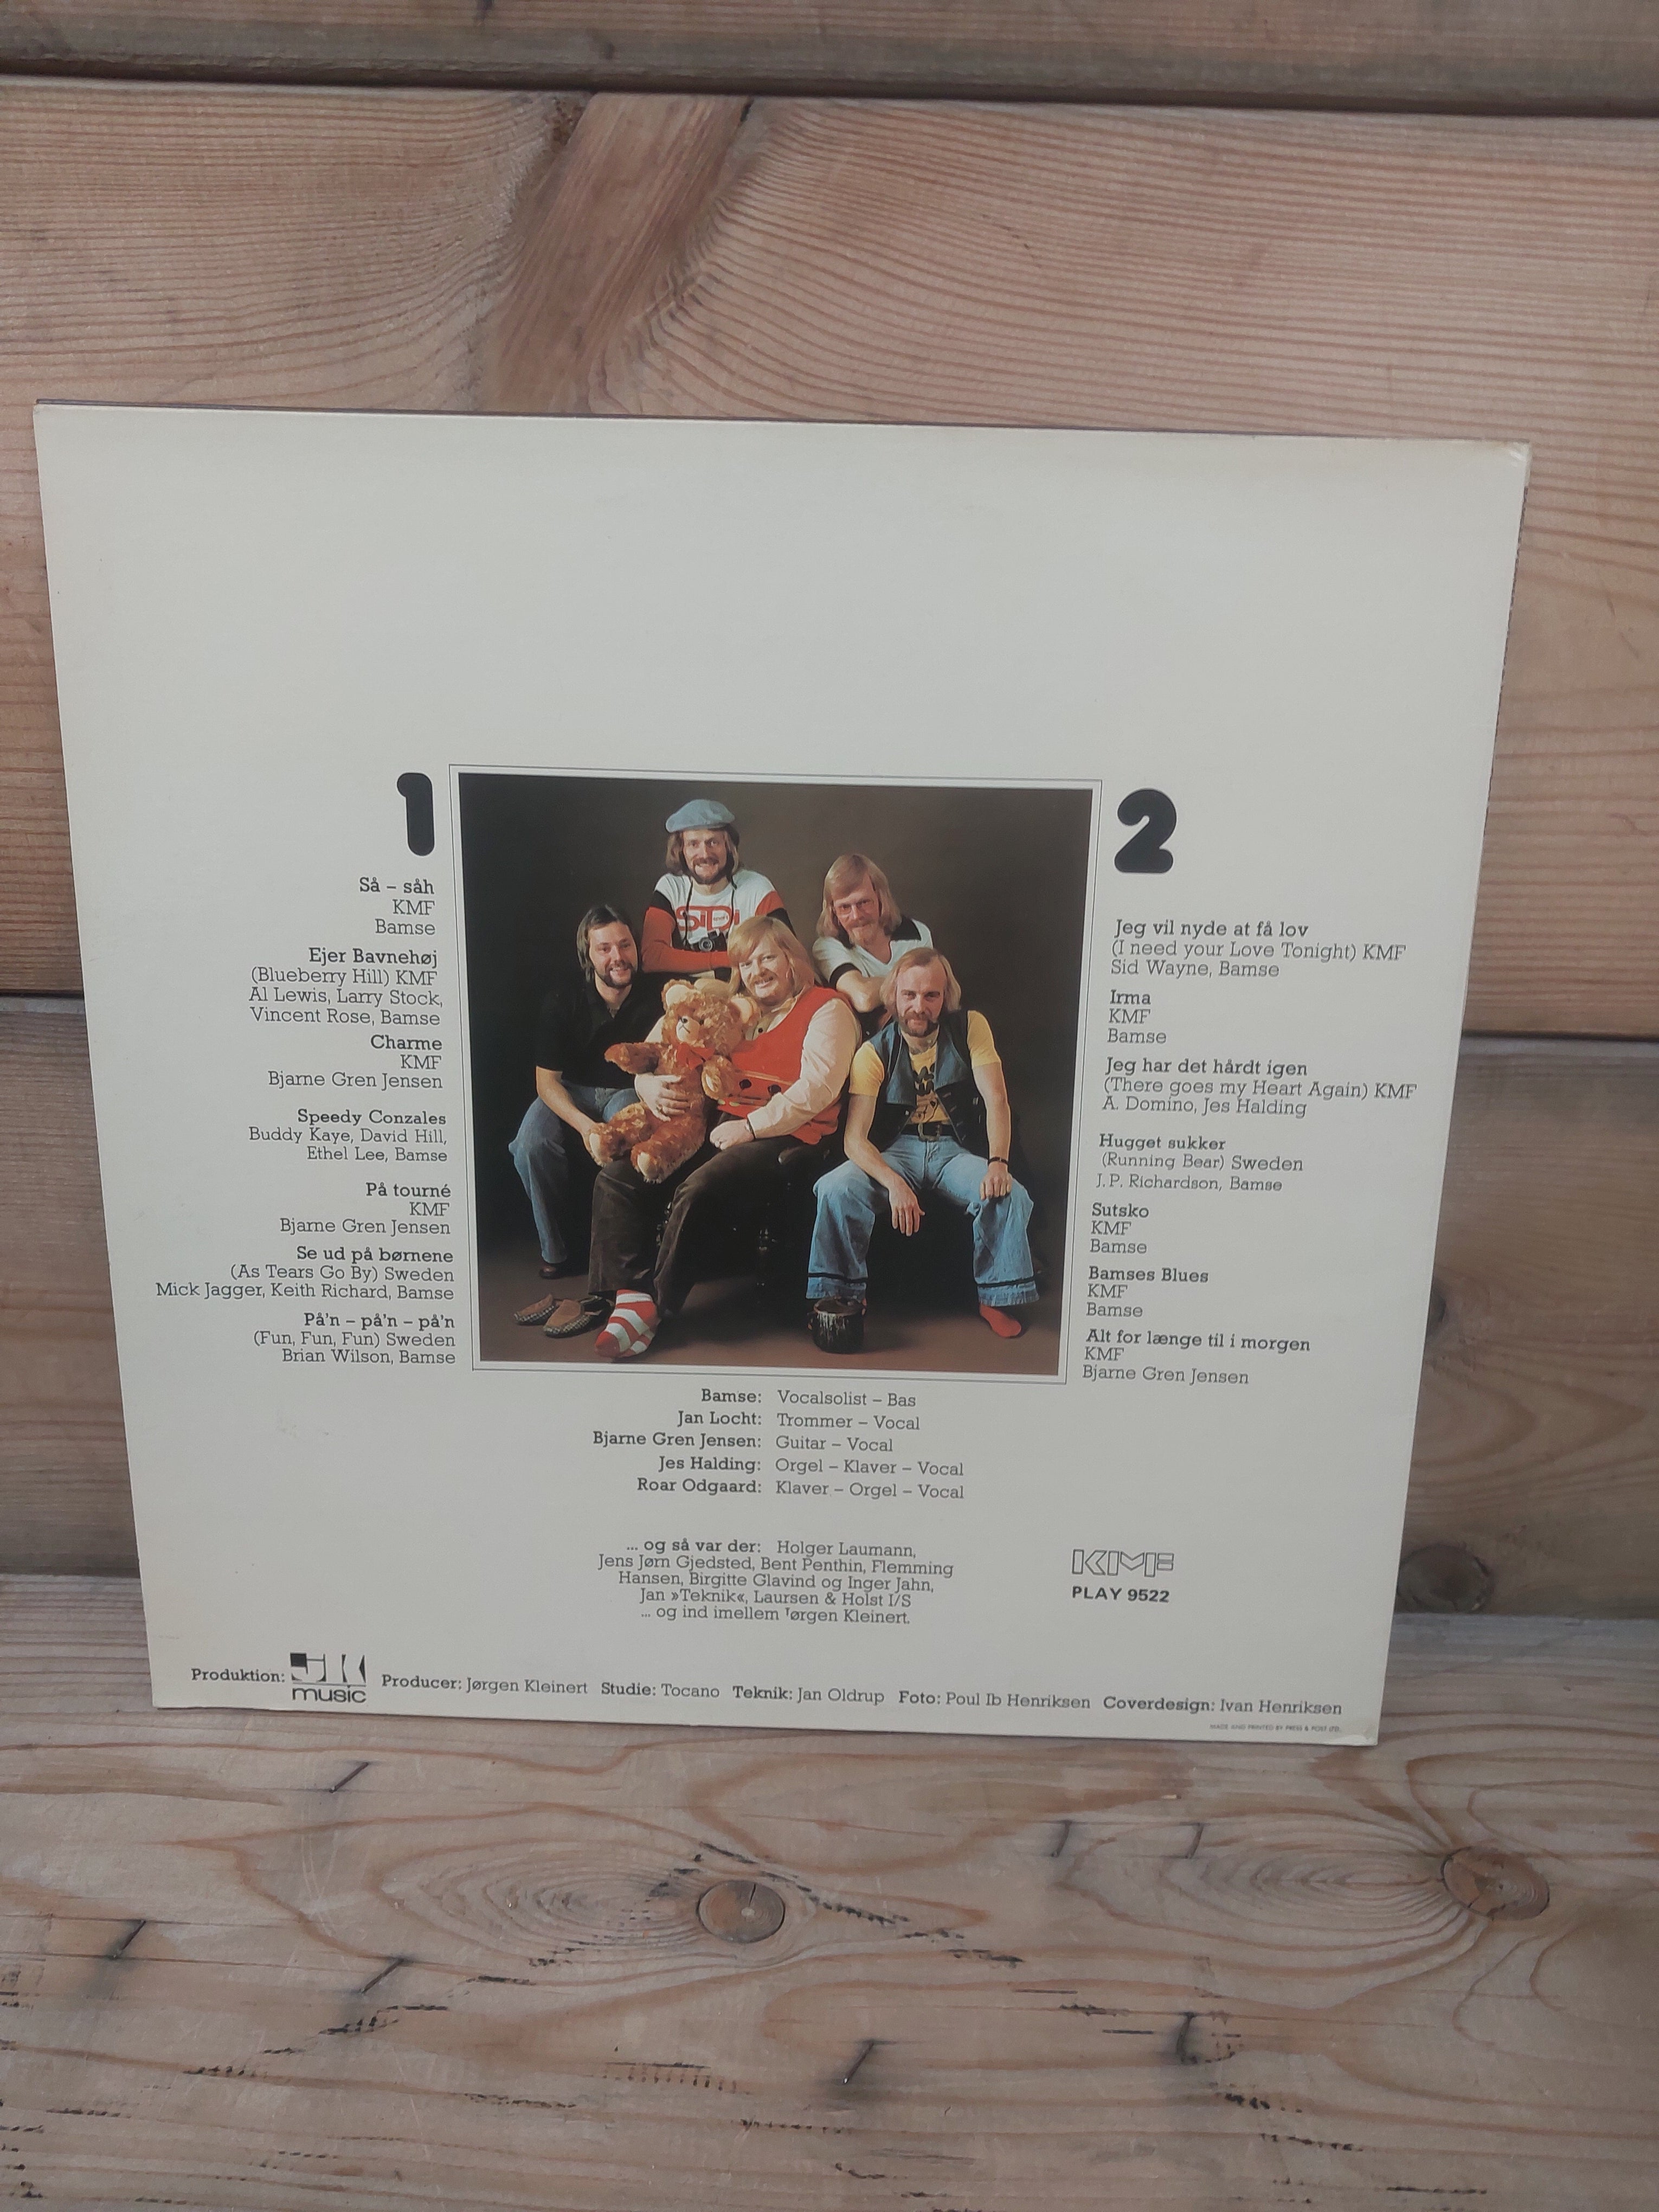 1
Så – såh
KMF
Bamse
Ejer Bavnehøj
(Blueberry Hill) KMF
Al Lewis, Larry Stock,
Vincent Rose, Bamse
Charme
KMF
Bjarne Gren Jensen
Speedy Conzales
Buddy Kaye, David Hill,
Ethel Lee, Bamse
På tourné
KMF
Bjarne Gren Jensen
Se ud på børnene
(As Tears Go By) Sweden
Mick Jagger, Keith Richard, Bamse
På'n – på'n – på'n
(Fun, Fun, Fun) Sweden
Brian Wilson, Bamse
SiDi
2
Jeg vil nyde at få lov
(I need your Love Tonight) KMF
Sid Wayne, Bamse
Irma
KMF
Bamse
Jeg har det hårdt igen
(There goes my Heart Again) KMF
A. Domino, Jes Halding
Hugget sukker
(Running Bear) Sweden
J.P. Richardson, Bamse
Sutsko
KMF
Bamse
Bamses Blues
KMF
Bamse
Alt for længe til i morgen
KMF
Bjarne Gren Jensen
Bamse: Vocalsolist – Bas
Jan Locht: Trommer – Vocal
Bjarne Gren Jensen: Guitar – Vocal
Jes Halding: Orgel – Klaver – Vocal
Roar Odgaard: Klaver – Orgel – Vocal
... og så var der: Holger Laumann,
Jens Jørn Gjedsted, Bent Penthin, Flemming
Hansen, Birgitte Glavind og Inger Jahn,
Jan »Teknik«, Laursen & Holst I/S
... og ind imellem Jørgen Kleinert.
KMF
PLAY 9522
Produktion: JK music Producer: Jørgen Kleinert Studie: Tocano Teknik: Jan Oldrup Foto: Poul Ib Henriksen Coverdesign: Ivan Henriksen
MADE AND PRINTED BY PRESS & POST LTD.